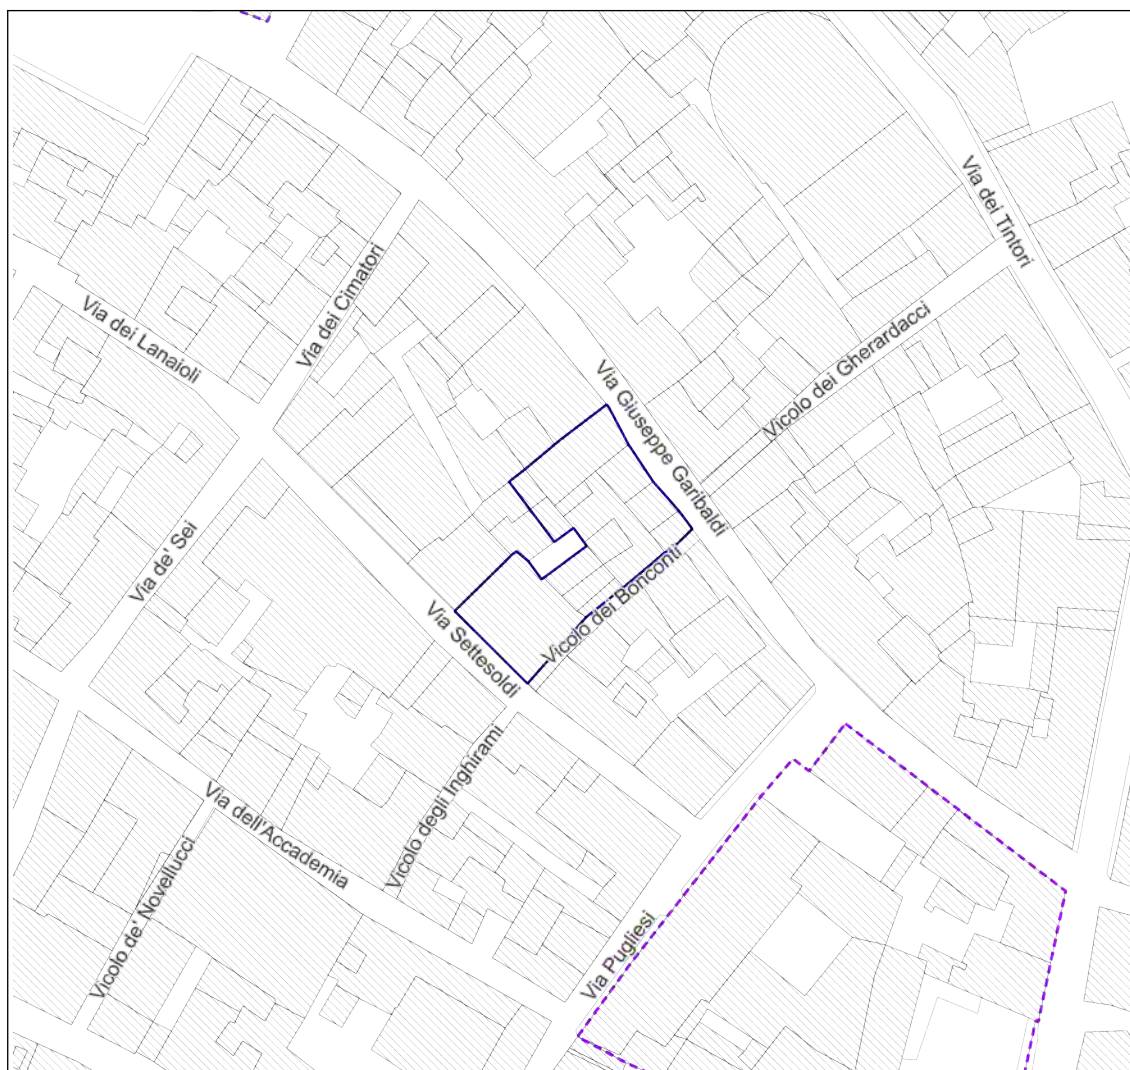 Via dei Tintori
Via dei Cimatori
Via dei Lanaioli
Vicolo dei Gherardacci
Via Giuseppe Garibaldi
Via de' Sei
Vicolo dei Bonconti
Via Settesoldi
Vicolo degli Inghirami
Via dell'Accademia
Vicolo de' Novellucci
Via Pugliesi